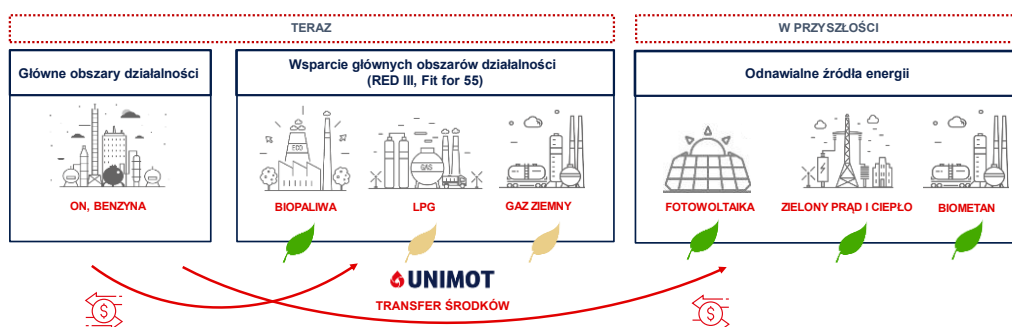 TERAZ
W PRZYSZŁOŚCI
Główne obszary działalności
Wsparcie głównych obszarów działalności
(RED III, Fit for 55)
Odnawialne źródła energii
ECO
GAS
ON, BENZYNA
BIOPALIWA
LPG
GAZ ZIEMNY
FOTOWOLTAIKA
ZIELONY PRĄD I CIEPŁO
BIOMETAN
UNIMOT
TRANSFER ŚRODKÓW
$
$